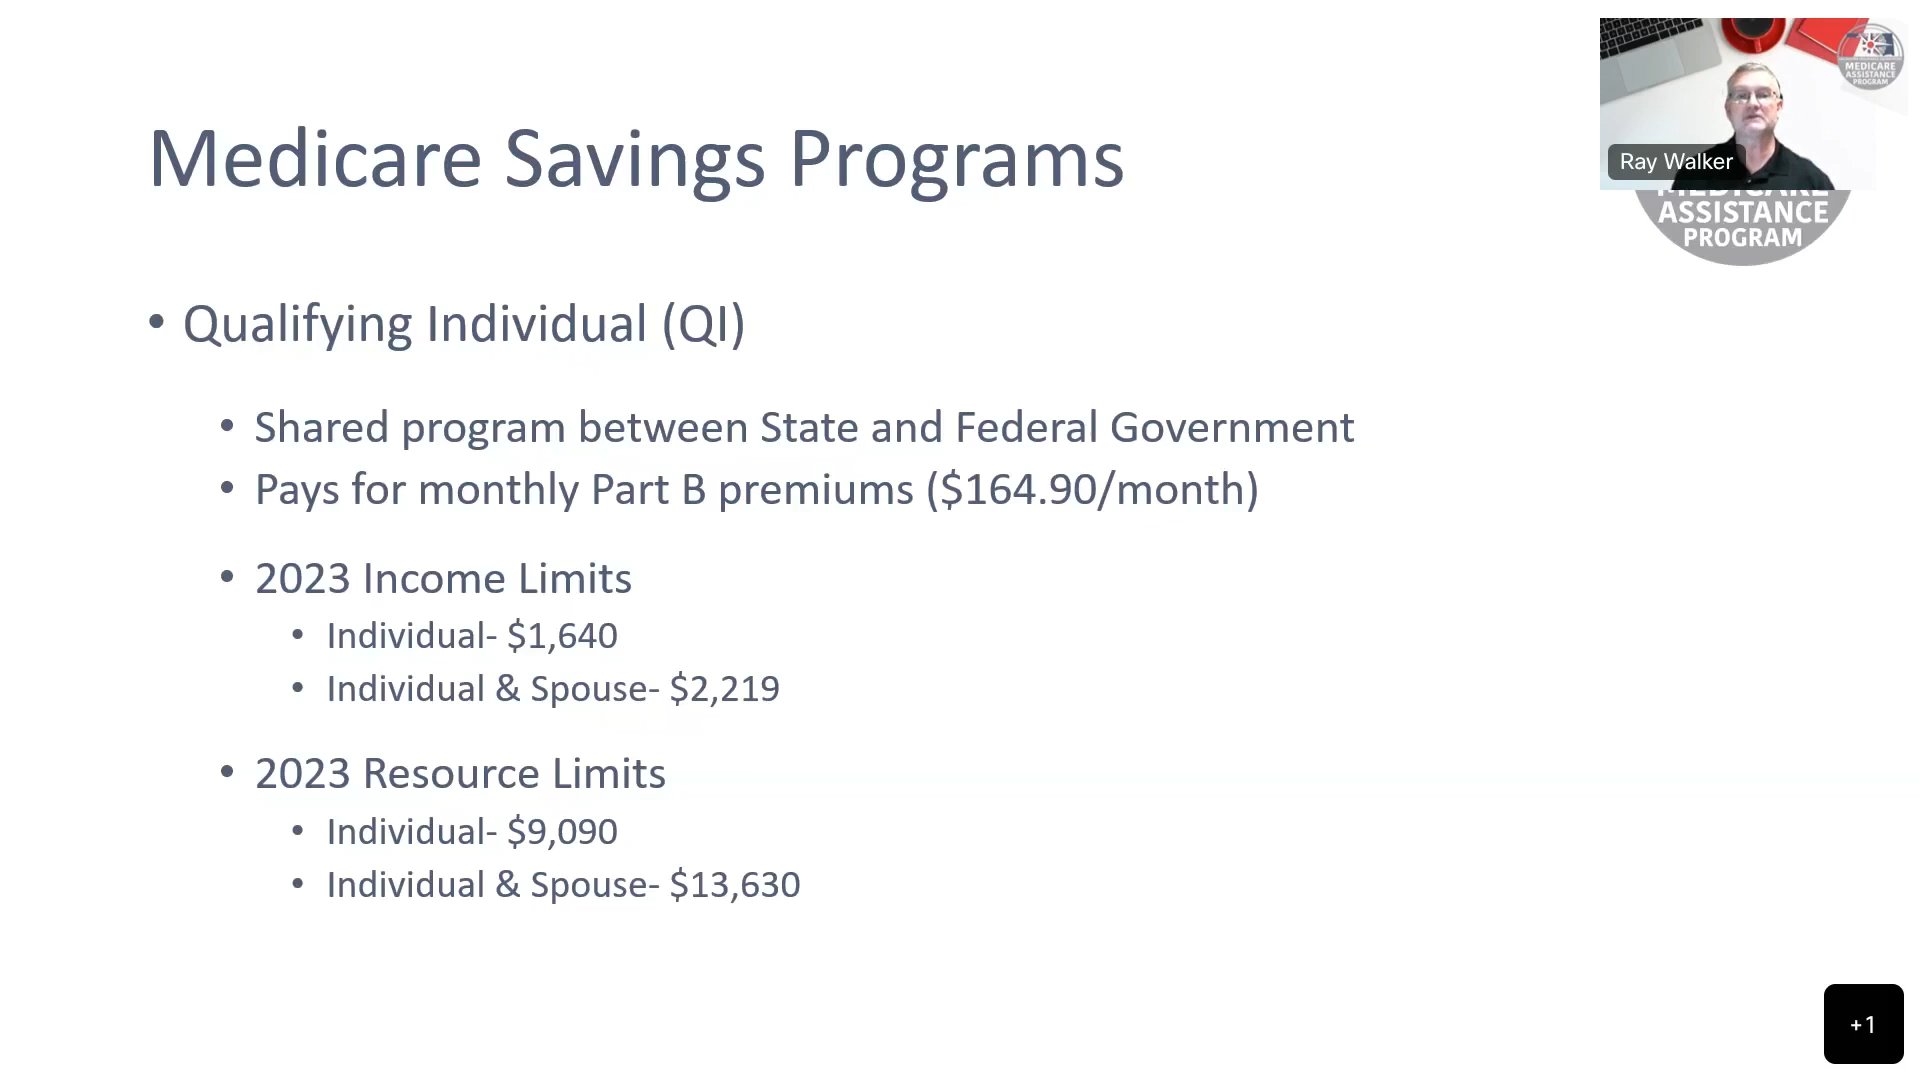 Medicare Savings Programs
MEDICARE
ASSISTANCE
PROGRAM
Ray Walker
MEDICARE
ASSISTANCE
PROGRAM
• Qualifying Individual (QI)
• Shared program between State and Federal Government
• Pays for monthly Part B premiums ($164.90/month)
• 2023 Income Limits
• Individual- $1,640
• Individual & Spouse- $2,219
• 2023 Resource Limits
• Individual- $9,090
• Individual & Spouse- $13,630
+1